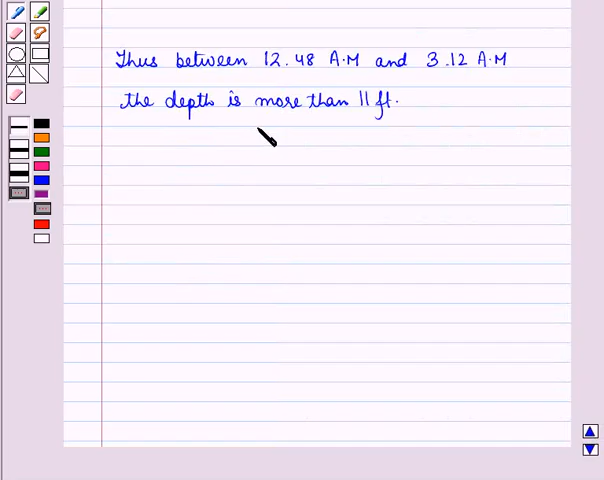 Thus between 12.48 A.M and 3.12 A.M
the depth is more than 11 ft.